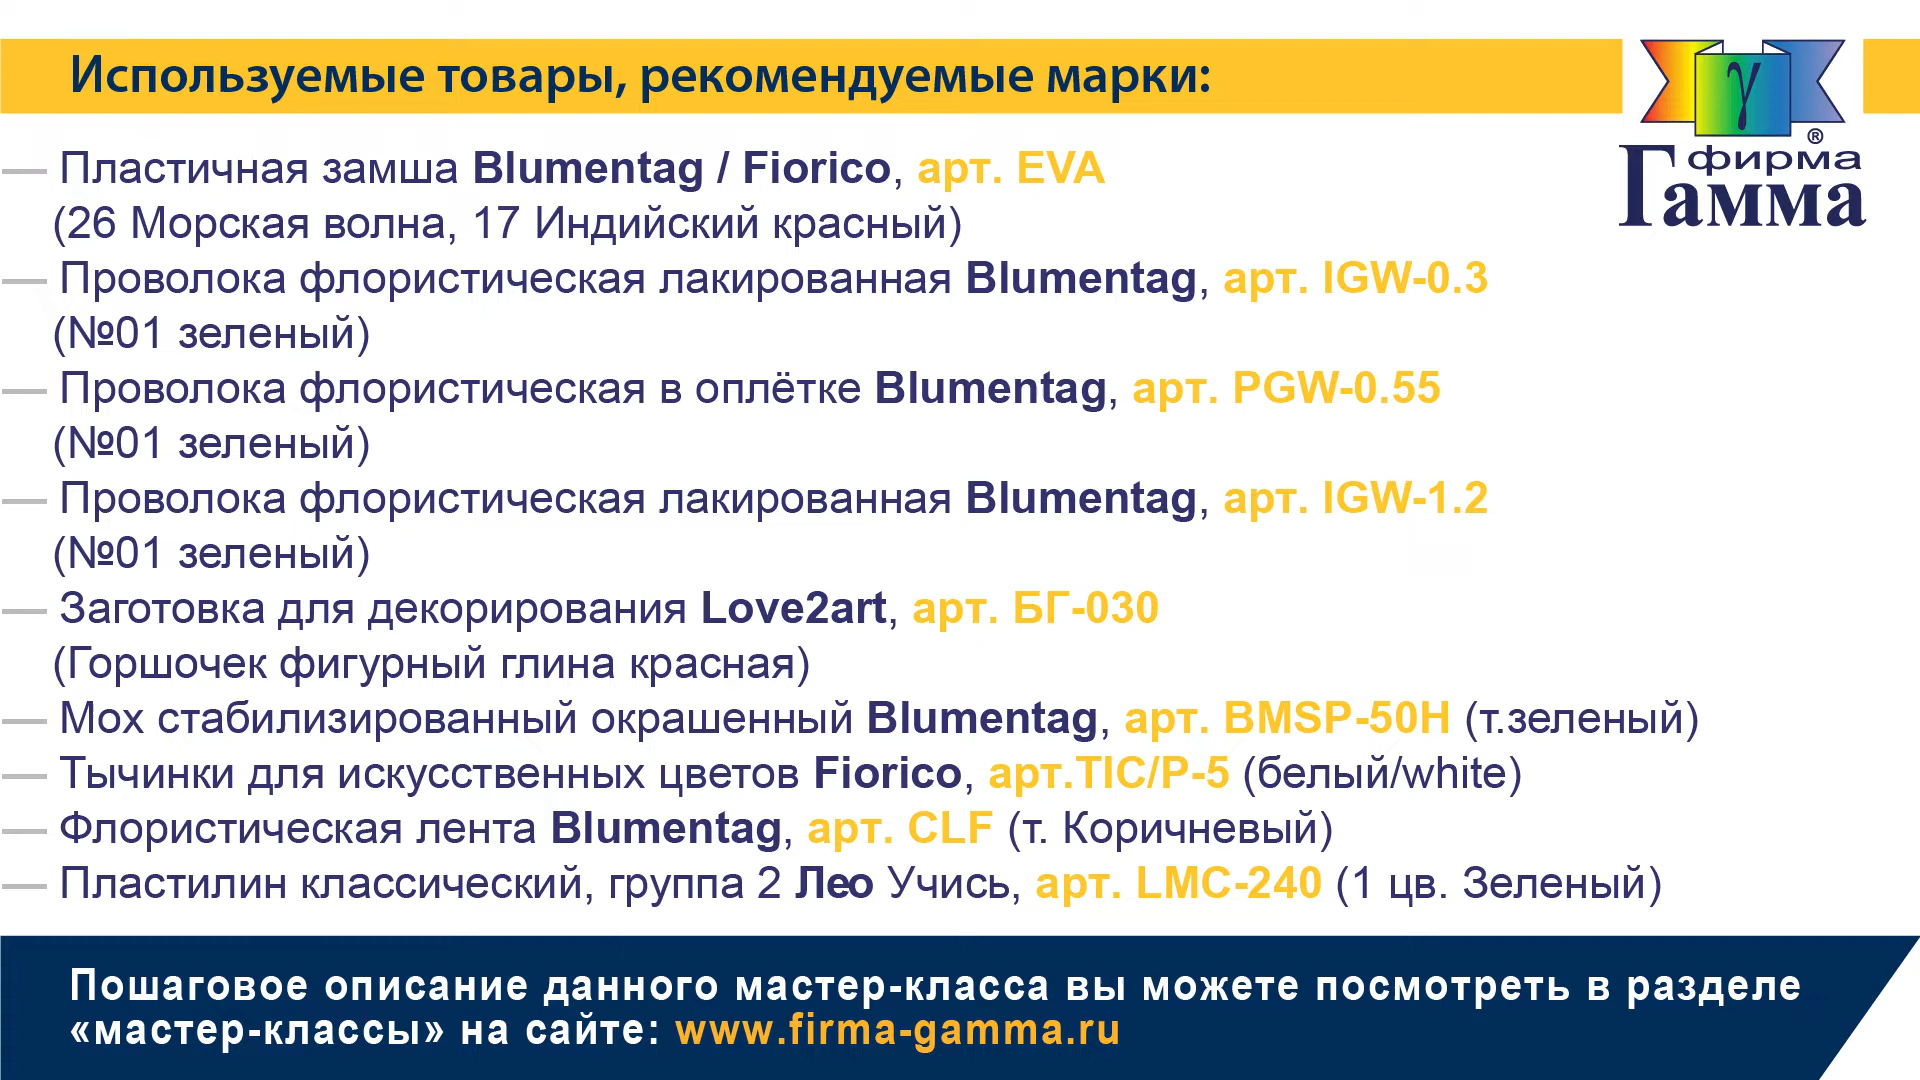 Используемые товары, рекомендуемые марки:
γ
®
фирма
Гамма
— Пластичная замша Blumentag / Fiorico, арт. EVA
(26 Морская волна, 17 Индийский красный)
— Проволока флористическая лакированная Blumentag, арт. IGW-0.3
(№01 зеленый)
— Проволока флористическая в оплётке Blumentag, арт. PGW-0.55
(№01 зеленый)
— Проволока флористическая лакированная Blumentag, арт. IGW-1.2
(№01 зеленый)
— Заготовка для декорирования Love2art, арт. БГ-030
(Горшочек фигурный глина красная)
— Мох стабилизированный окрашенный Blumentag, арт. BMSP-50H (т.зеленый)
— Тычинки для искусственных цветов Fiorico, арт.TIC/P-5 (белый/white)
— Флористическая лента Blumentag, арт. CLF (т. Коричневый)
— Пластилин классический, группа 2 Лео Учись, арт. LMC-240 (1 цв. Зеленый)
Пошаговое описание данного мастер-класса вы можете посмотреть в разделе
«мастер-классы» на сайте: www.firma-gamma.ru